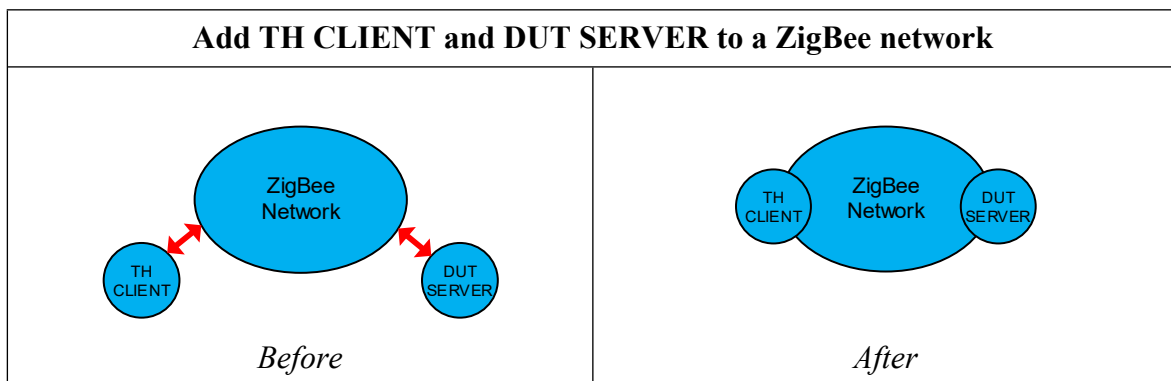 Add TH CLIENT and DUT SERVER to a ZigBee network
ZigBee
Network
TH
CLIENT
DUT
SERVER
Before
ZigBee
Network
TH
CLIENT
DUT
SERVER
After